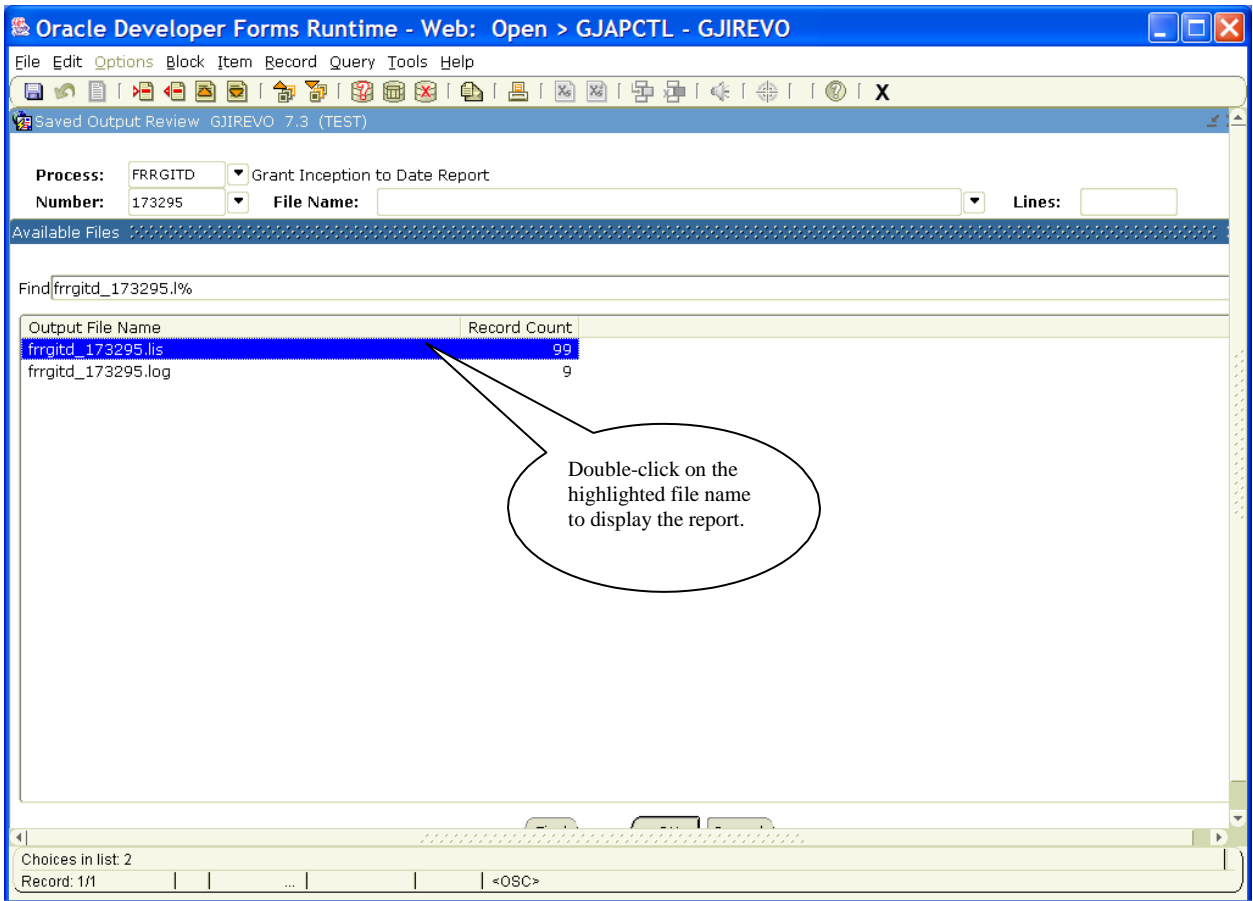 Oracle Developer Forms Runtime - Web: Open > GJAPCTL - GJIREVO
File Edit Options Block Item Record Query Tools Help
X
Saved Output Review GJIREVO 7.3 (TEST)
Process: FRRGITD Grant Inception to Date Report
Number: 173295 File Name: Lines:
Available Files
Find frrgitd_173295.l%
Output File Name Record Count
frrgitd_173295.lis 99
frrgitd_173295.log 9
Double-click on the
highlighted file name
to display the report.
Choices in list: 2
Record: 1/1 ... <OSC>